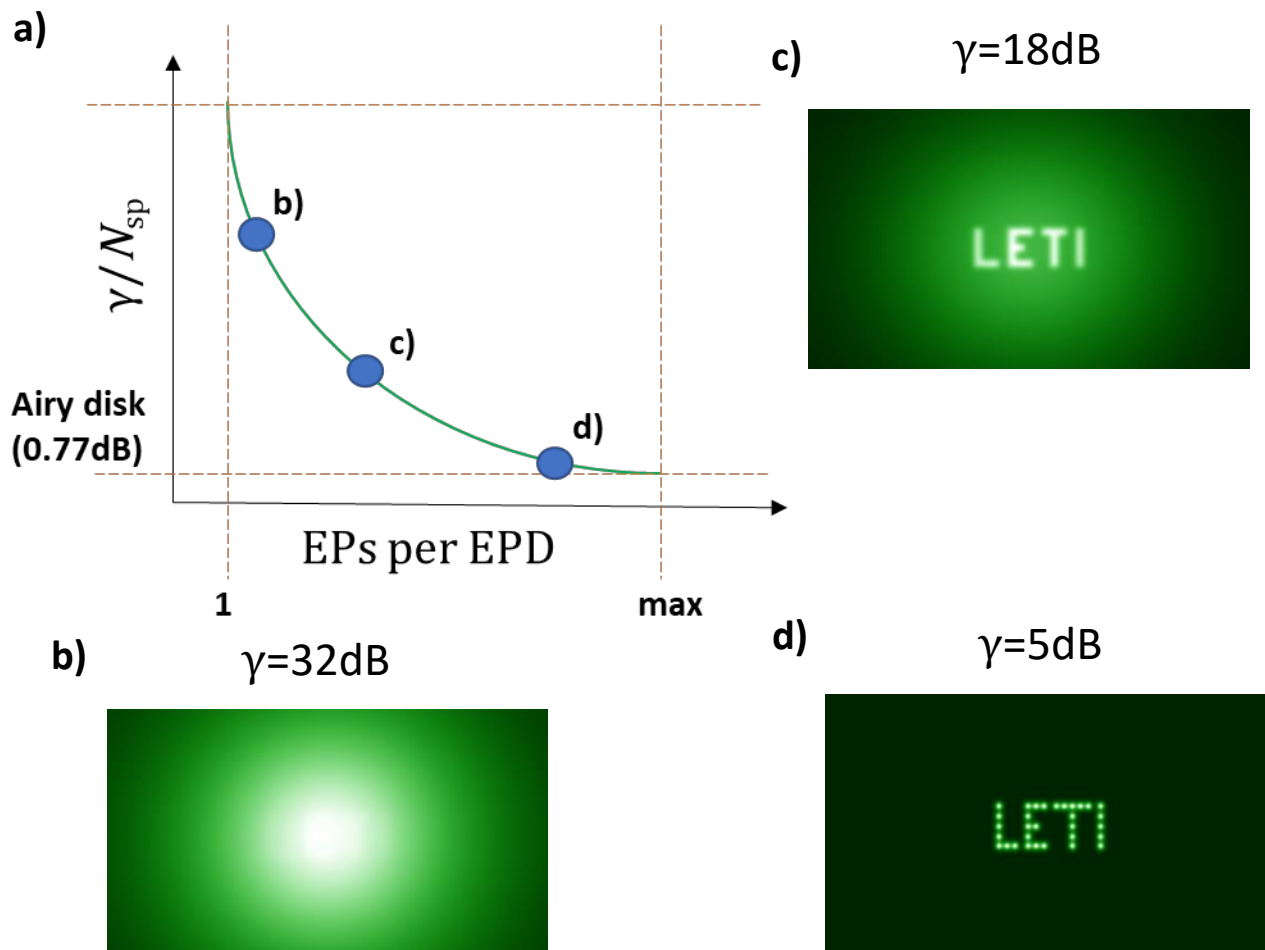 a)
γ/Nsp
b)
c)
d)
Airy disk
(0.77dB)
EPs per EPD
1
max
c)
γ=18dB
LETI
b)
γ=32dB
d)
γ=5dB
LETI